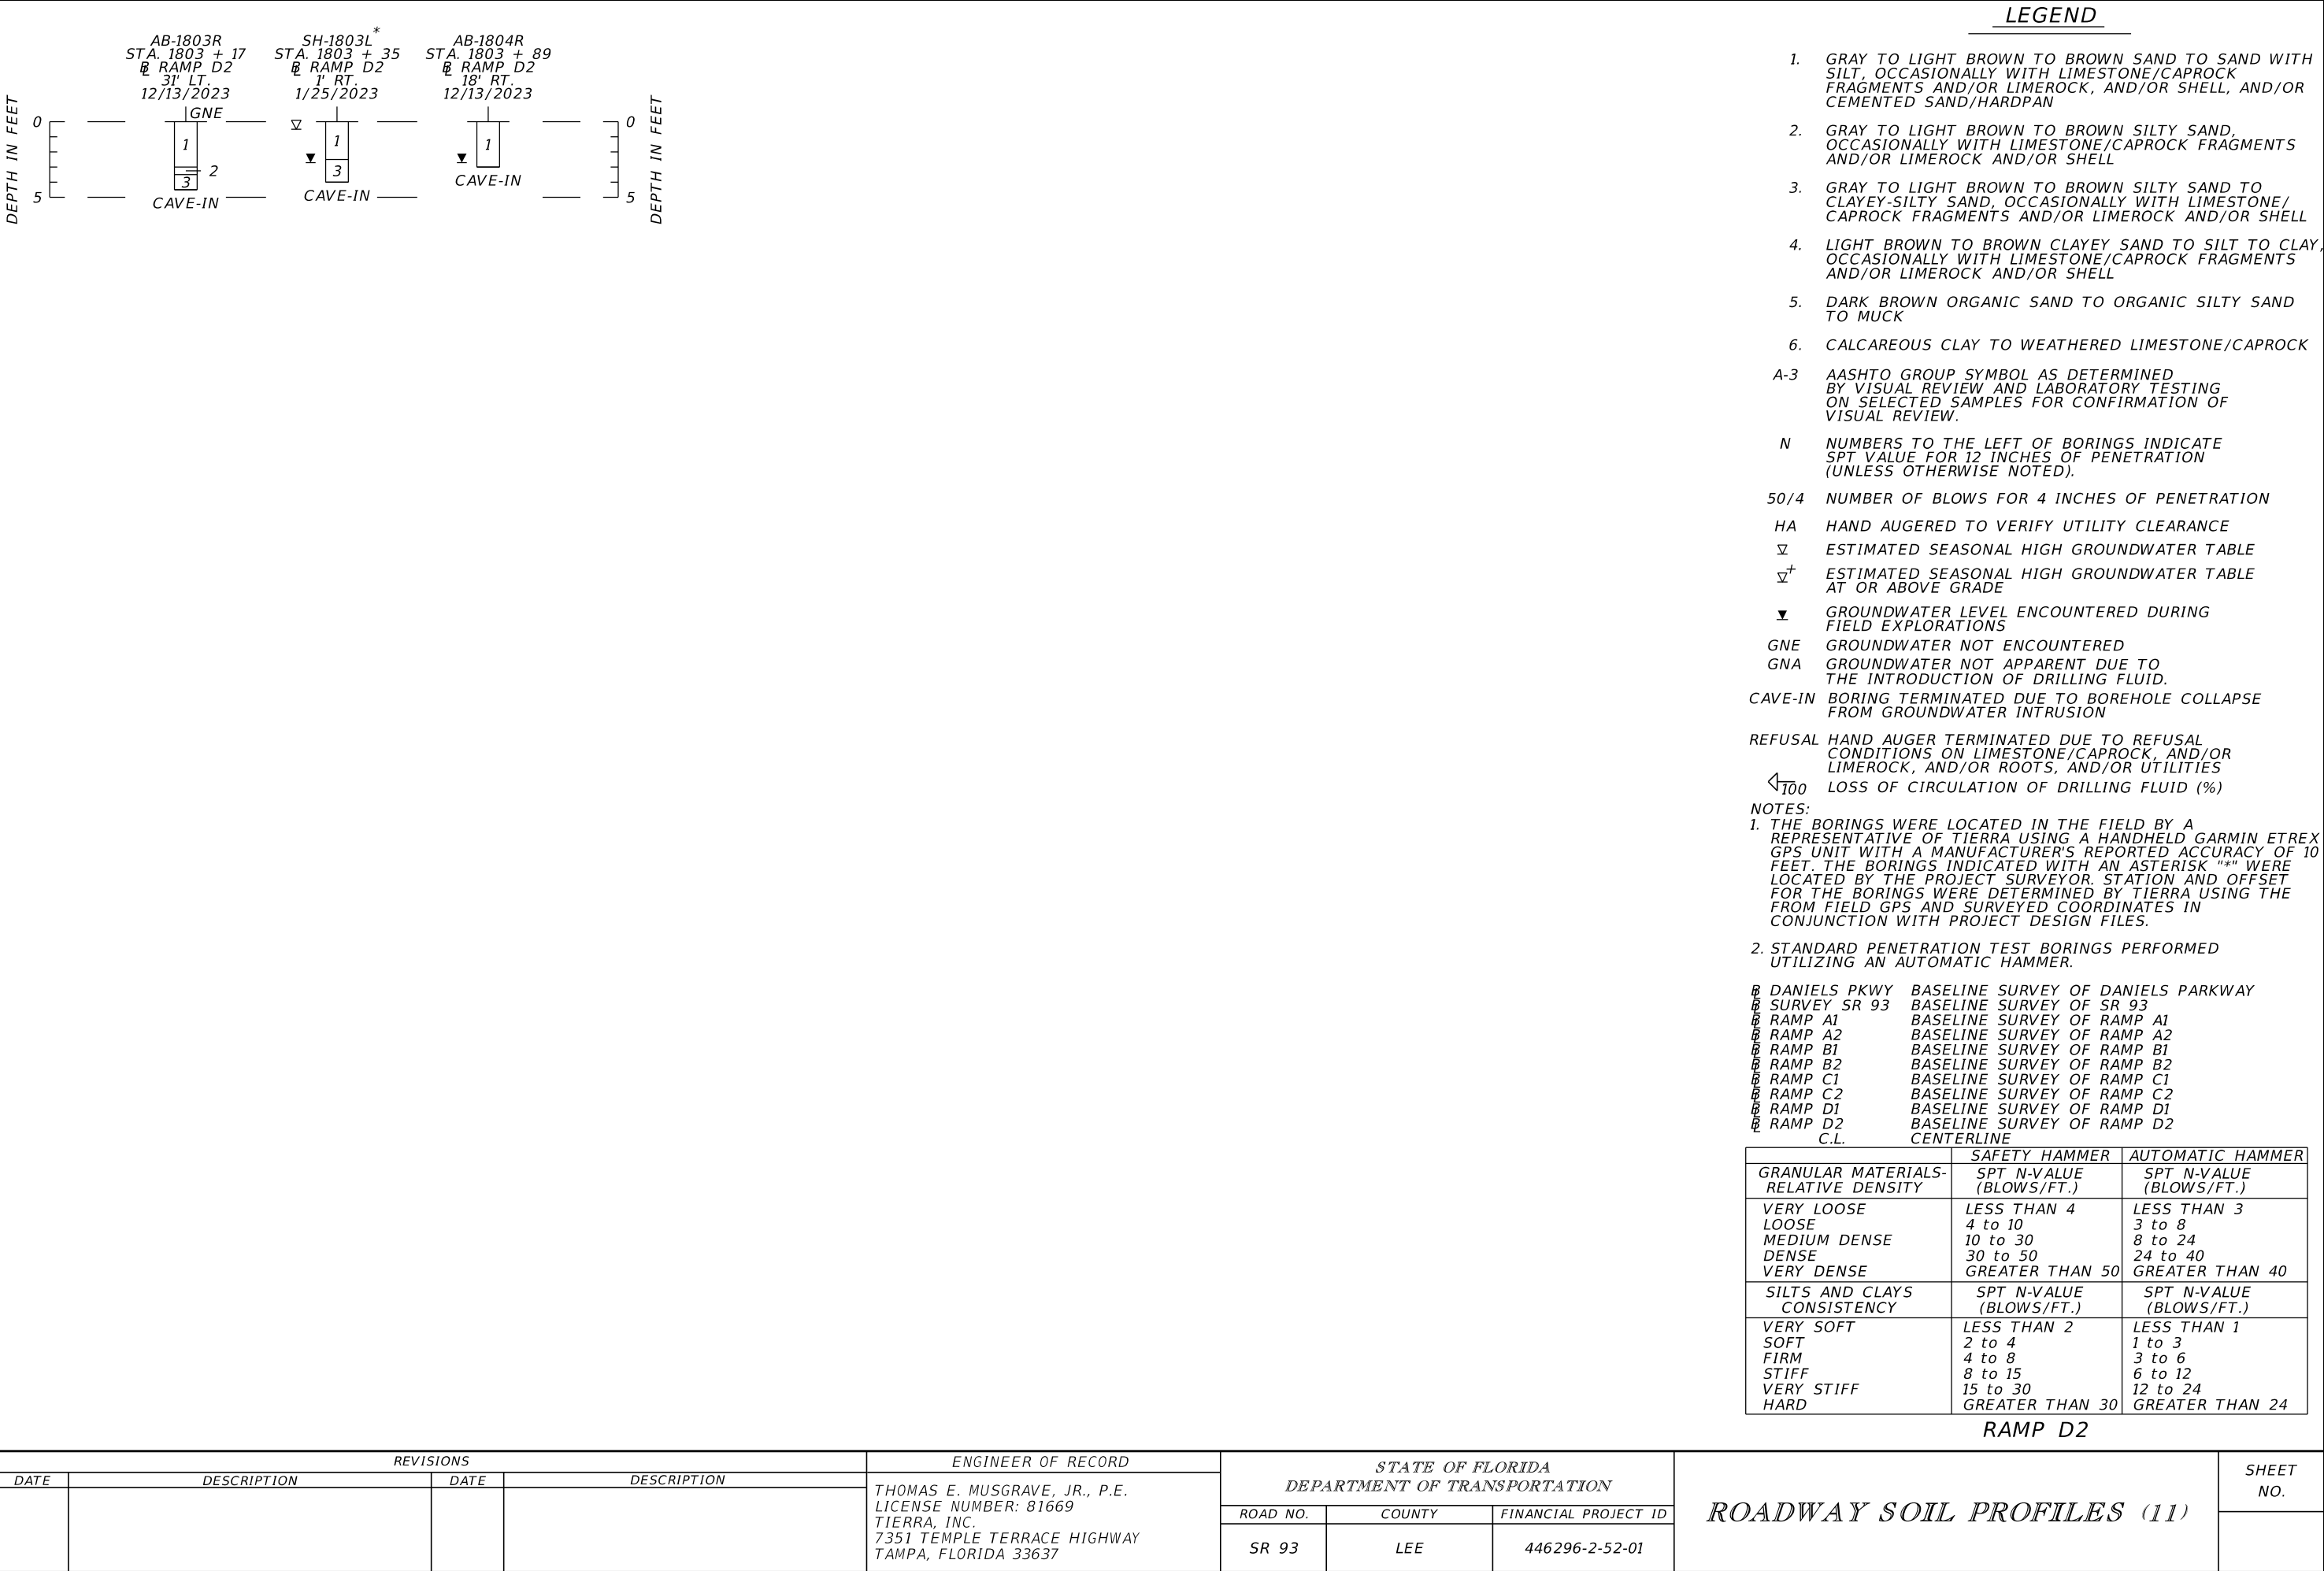 AB-1803R
STA. 1803 + 17
BL RAMP D2
31' LT.
12/13/2023
SH-1803L*
STA. 1803 + 35
BL RAMP D2
1' RT.
1/25/2023
AB-1804R
STA. 1803 + 89
BL RAMP D2
18' RT.
12/13/2023
DEPTH IN FEET
0
5
GNE
1
2
3
CAVE-IN
1
3
CAVE-IN
1
CAVE-IN
0
5
DEPTH IN FEET
LEGEND
1. GRAY TO LIGHT BROWN TO BROWN SAND TO SAND WITH
SILT, OCCASIONALLY WITH LIMESTONE/CAPROCK
FRAGMENTS AND/OR LIMEROCK, AND/OR SHELL, AND/OR
CEMENTED SAND/HARDPAN
2. GRAY TO LIGHT BROWN TO BROWN SILTY SAND,
OCCASIONALLY WITH LIMESTONE/CAPROCK FRAGMENTS
AND/OR LIMEROCK AND/OR SHELL
3. GRAY TO LIGHT BROWN TO BROWN SILTY SAND TO
CLAYEY-SILTY SAND, OCCASIONALLY WITH LIMESTONE/
CAPROCK FRAGMENTS AND/OR LIMEROCK AND/OR SHELL
4. LIGHT BROWN TO BROWN CLAYEY SAND TO SILT TO CLAY,
OCCASIONALLY WITH LIMESTONE/CAPROCK FRAGMENTS
AND/OR LIMEROCK AND/OR SHELL
5. DARK BROWN ORGANIC SAND TO ORGANIC SILTY SAND
TO MUCK
6. CALCAREOUS CLAY TO WEATHERED LIMESTONE/CAPROCK
A-3 AASHTO GROUP SYMBOL AS DETERMINED
BY VISUAL REVIEW AND LABORATORY TESTING
ON SELECTED SAMPLES FOR CONFIRMATION OF
VISUAL REVIEW.
N NUMBERS TO THE LEFT OF BORINGS INDICATE
SPT VALUE FOR 12 INCHES OF PENETRATION
(UNLESS OTHERWISE NOTED).
50/4 NUMBER OF BLOWS FOR 4 INCHES OF PENETRATION
HA HAND AUGERED TO VERIFY UTILITY CLEARANCE
ESTIMATED SEASONAL HIGH GROUNDWATER TABLE
+ ESTIMATED SEASONAL HIGH GROUNDWATER TABLE
AT OR ABOVE GRADE
GROUNDWATER LEVEL ENCOUNTERED DURING
FIELD EXPLORATIONS
GNE GROUNDWATER NOT ENCOUNTERED
GNA GROUNDWATER NOT APPARENT DUE TO
THE INTRODUCTION OF DRILLING FLUID.
CAVE-IN BORING TERMINATED DUE TO BOREHOLE COLLAPSE
FROM GROUNDWATER INTRUSION
REFUSAL HAND AUGER TERMINATED DUE TO REFUSAL
CONDITIONS ON LIMESTONE/CAPROCK, AND/OR
LIMEROCK, AND/OR ROOTS, AND/OR UTILITIES
100 LOSS OF CIRCULATION OF DRILLING FLUID (%)
NOTES:
1. THE BORINGS WERE LOCATED IN THE FIELD BY A
REPRESENTATIVE OF TIERRA USING A HANDHELD GARMIN ETREX
GPS UNIT WITH A MANUFACTURER'S REPORTED ACCURACY OF 10
FEET. THE BORINGS INDICATED WITH AN ASTERISK "*" WERE
LOCATED BY THE PROJECT SURVEYOR. STATION AND OFFSET
FOR THE BORINGS WERE DETERMINED BY TIERRA USING THE
FROM FIELD GPS AND SURVEYED COORDINATES IN
CONJUNCTION WITH PROJECT DESIGN FILES.
2. STANDARD PENETRATION TEST BORINGS PERFORMED
UTILIZING AN AUTOMATIC HAMMER.
BL DANIELS PKWY BASELINE SURVEY OF DANIELS PARKWAY
BL SURVEY SR 93 BASELINE SURVEY OF SR 93
BL RAMP A1 BASELINE SURVEY OF RAMP A1
BL RAMP A2 BASELINE SURVEY OF RAMP A2
BL RAMP B1 BASELINE SURVEY OF RAMP B1
BL RAMP B2 BASELINE SURVEY OF RAMP B2
BL RAMP C1 BASELINE SURVEY OF RAMP C1
BL RAMP C2 BASELINE SURVEY OF RAMP C2
BL RAMP D1 BASELINE SURVEY OF RAMP D1
BL RAMP D2 BASELINE SURVEY OF RAMP D2
C.L. CENTERLINE
SAFETY HAMMER AUTOMATIC HAMMER
GRANULAR MATERIALS- SPT N-VALUE SPT N-VALUE
RELATIVE DENSITY (BLOWS/FT.) (BLOWS/FT.)
VERY LOOSE LESS THAN 4 LESS THAN 3
LOOSE 4 to 10 3 to 8
MEDIUM DENSE 10 to 30 8 to 24
DENSE 30 to 50 24 to 40
VERY DENSE GREATER THAN 50 GREATER THAN 40
SILTS AND CLAYS SPT N-VALUE SPT N-VALUE
CONSISTENCY (BLOWS/FT.) (BLOWS/FT.)
VERY SOFT LESS THAN 2 LESS THAN 1
SOFT 2 to 4 1 to 3
FIRM 4 to 8 3 to 6
STIFF 8 to 15 6 to 12
VERY STIFF 15 to 30 12 to 24
HARD GREATER THAN 30 GREATER THAN 24
RAMP D2
REVISIONS
DATE DESCRIPTION DATE DESCRIPTION
ENGINEER OF RECORD
THOMAS E. MUSGRAVE, JR., P.E.
LICENSE NUMBER: 81669
TIERRA, INC.
7351 TEMPLE TERRACE HIGHWAY
TAMPA, FLORIDA 33637
STATE OF FLORIDA
DEPARTMENT OF TRANSPORTATION
ROAD NO. COUNTY FINANCIAL PROJECT ID
SR 93 LEE 446296-2-52-01
ROADWAY SOIL PROFILES (11)
SHEET
NO.